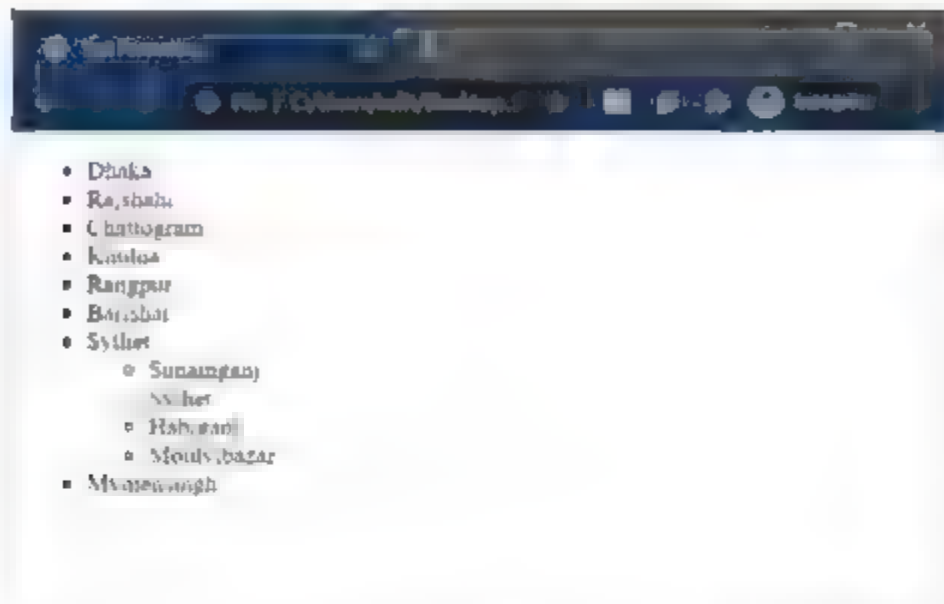 Dhaka
Rajshahi
Chattogram
Khulna
Rangpur
Barishal
Sylhet
Sunamganj
Sylhet
Habiganj
Moulvibazar
Mymensingh